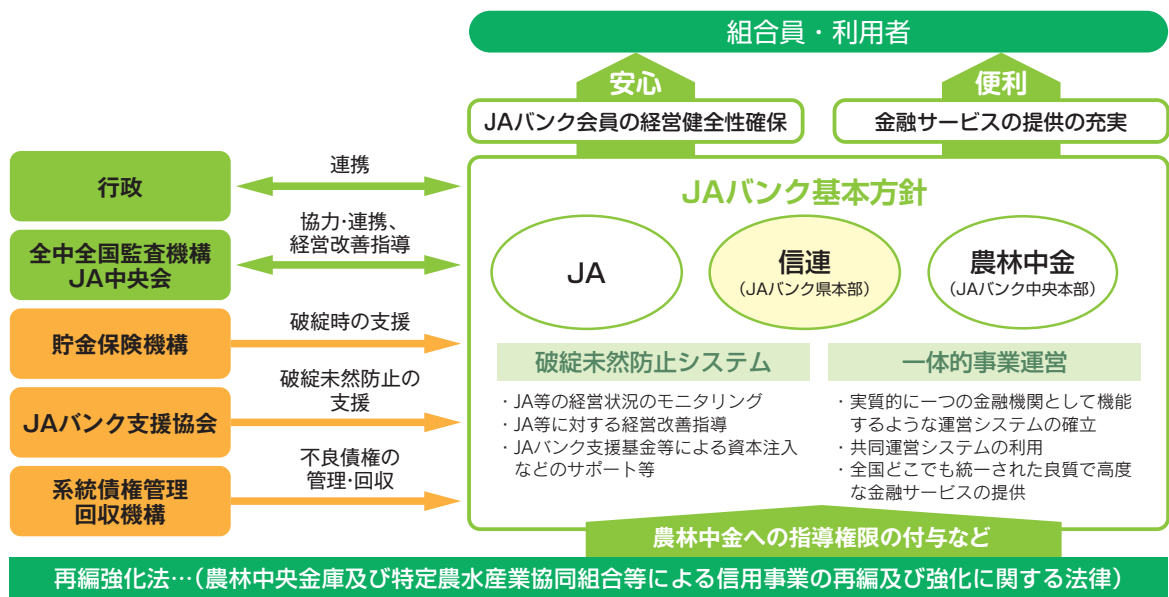 組合員・利用者
安心
便利
JAバンク会員の経営健全性確保
金融サービスの提供の充実
行政
連携
全中全国監査機構
JA中央会
協力・連携、
経営改善指導
貯金保険機構
破綻時の支援
JAバンク支援協会
破綻未然防止の
支援
系統債権管理
回収機構
不良債権の
管理・回収
JAバンク基本方針
JA
信連
（JAバンク県本部）
農林中金
（JAバンク中央本部）
破綻未然防止システム
・JA等の経営状況のモニタリング
・JA等に対する経営改善指導
・JAバンク支援基金等による資本注入
などのサポート等
一体的事業運営
・実質的に一つの金融機関として機能
するような運営システムの確立
・共同運営システムの利用
・全国どこでも統一された良質で高度
な金融サービスの提供
農林中金への指導権限の付与など
再編強化法…（農林中央金庫及び特定農水産業協同組合等による信用事業の再編及び強化に関する法律）